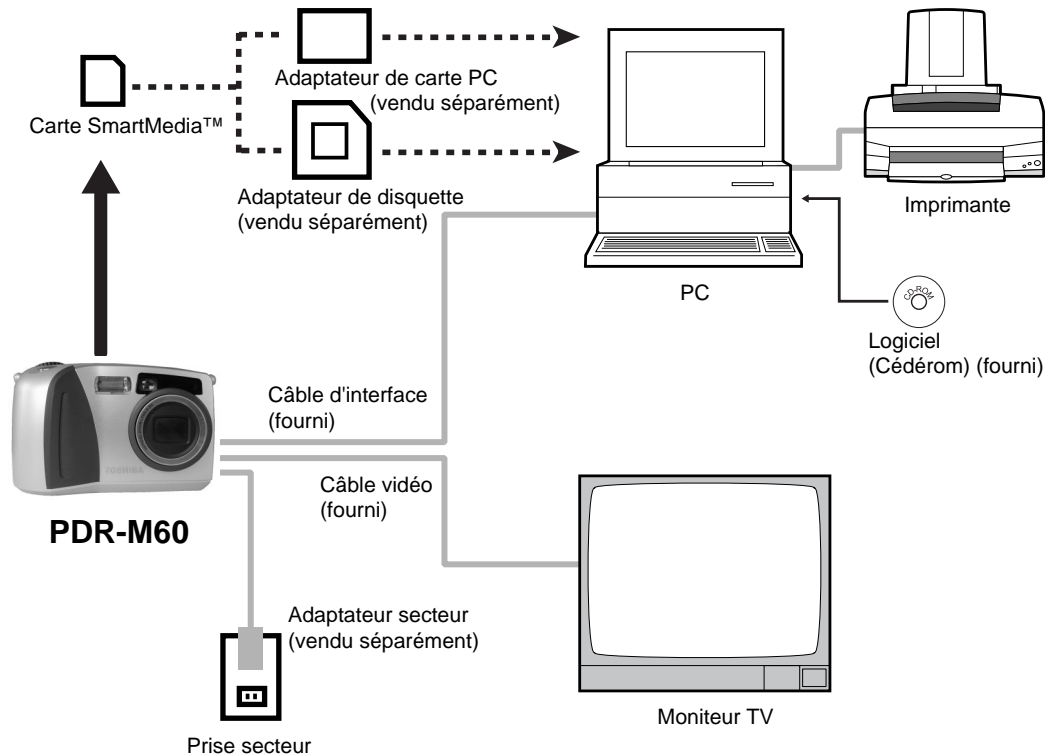 Adaptateur de carte PC
(vendu séparément)
Carte SmartMedia™
Adaptateur de disquette
(vendu séparément)
Imprimante
PC
CD-ROM
Logiciel
(Cédérom) (fourni)
Câble d'interface
(fourni)
TOSHIBA
Câble vidéo
(fourni)
PDR-M60
Adaptateur secteur
(vendu séparément)
Moniteur TV
Prise secteur